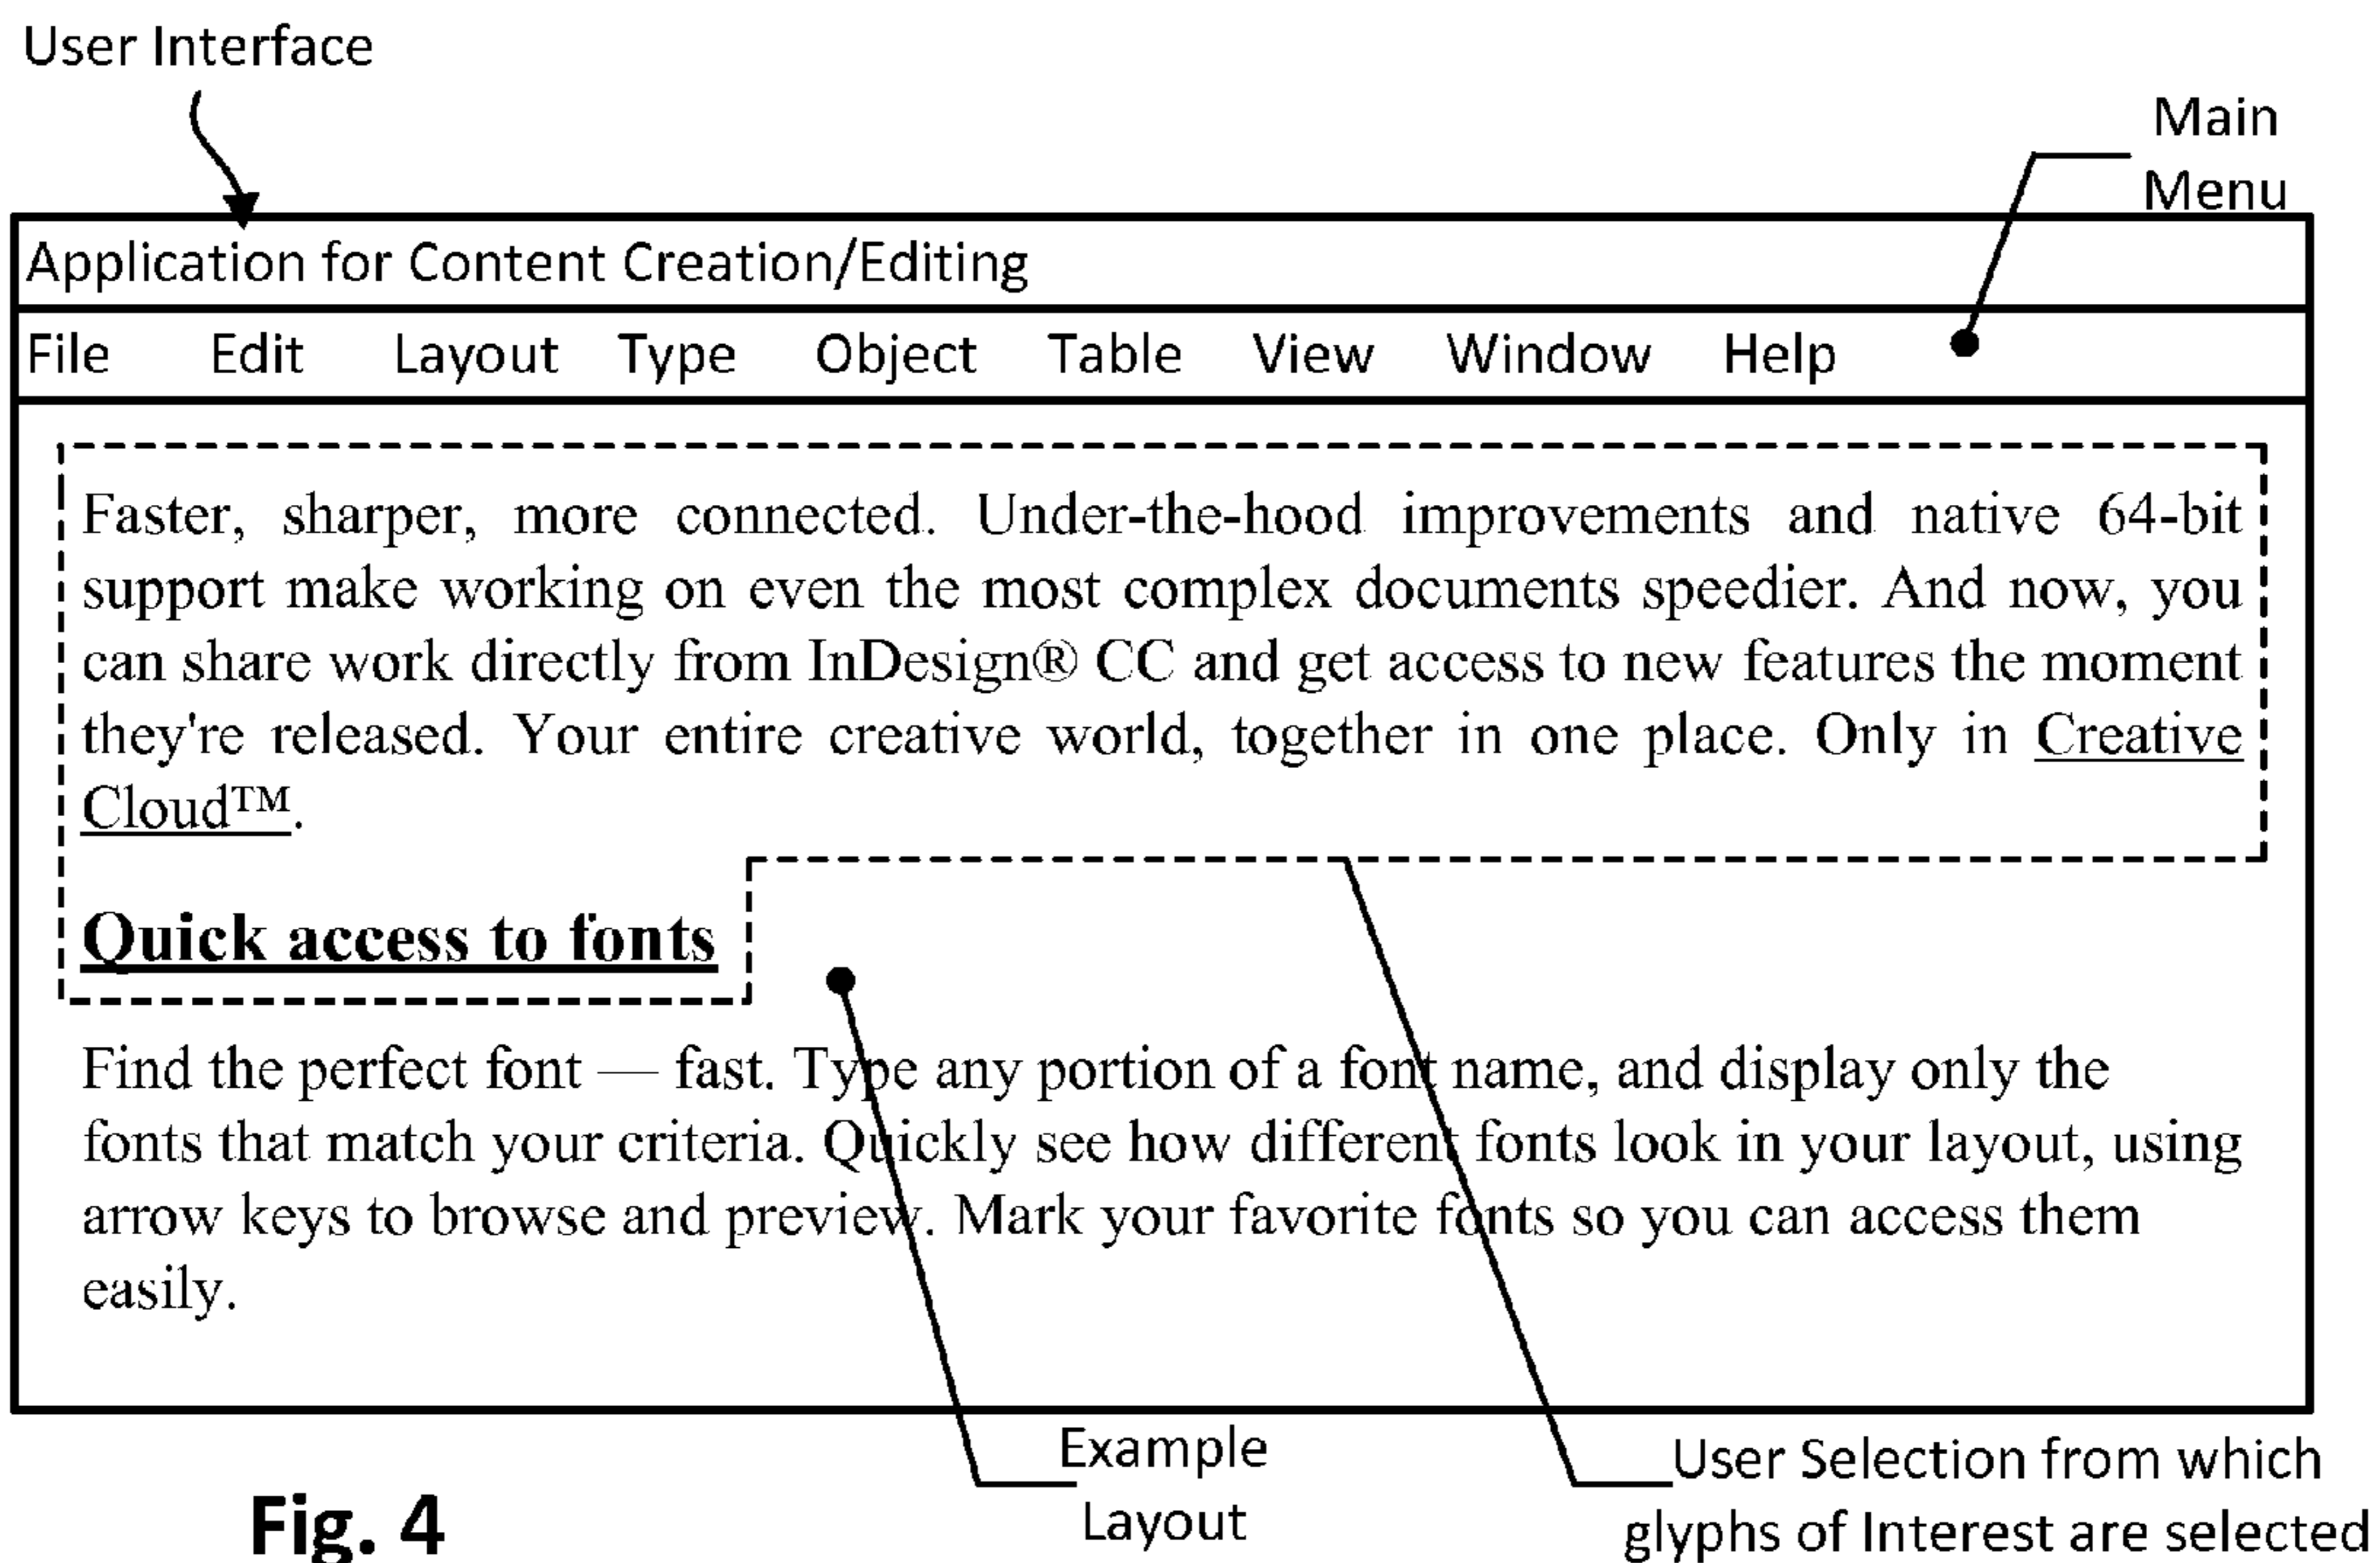 User Interface
Main
Menu
Application for Content Creation/Editing
File Edit Layout Type Object Table View Window Help
Faster, sharper, more connected. Under-the-hood improvements and native 64-bit
support make working on even the most complex documents speedier. And now, you
can share work directly from InDesign® CC and get access to new features the moment
they're released. Your entire creative world, together in one place. Only in Creative
Cloud™.
Quick access to fonts
Find the perfect font — fast. Type any portion of a font name, and display only the
fonts that match your criteria. Quickly see how different fonts look in your layout, using
arrow keys to browse and preview. Mark your favorite fonts so you can access them
easily.
Example
Layout
User Selection from which
glyphs of Interest are selected
Fig. 4